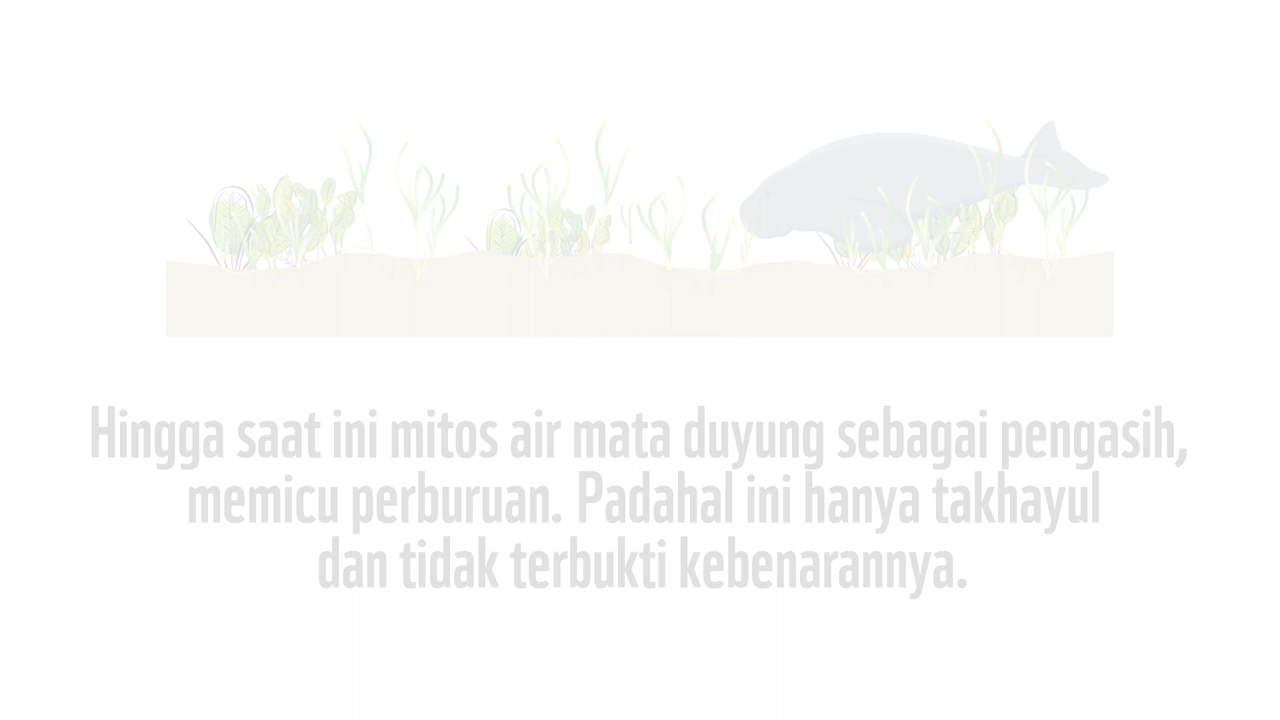 Hingga saat ini mitos air mata duyung sebagai pengasih,
memicu perburuan. Padahal ini hanya takhayul
dan tidak terbukti kebenarannya.